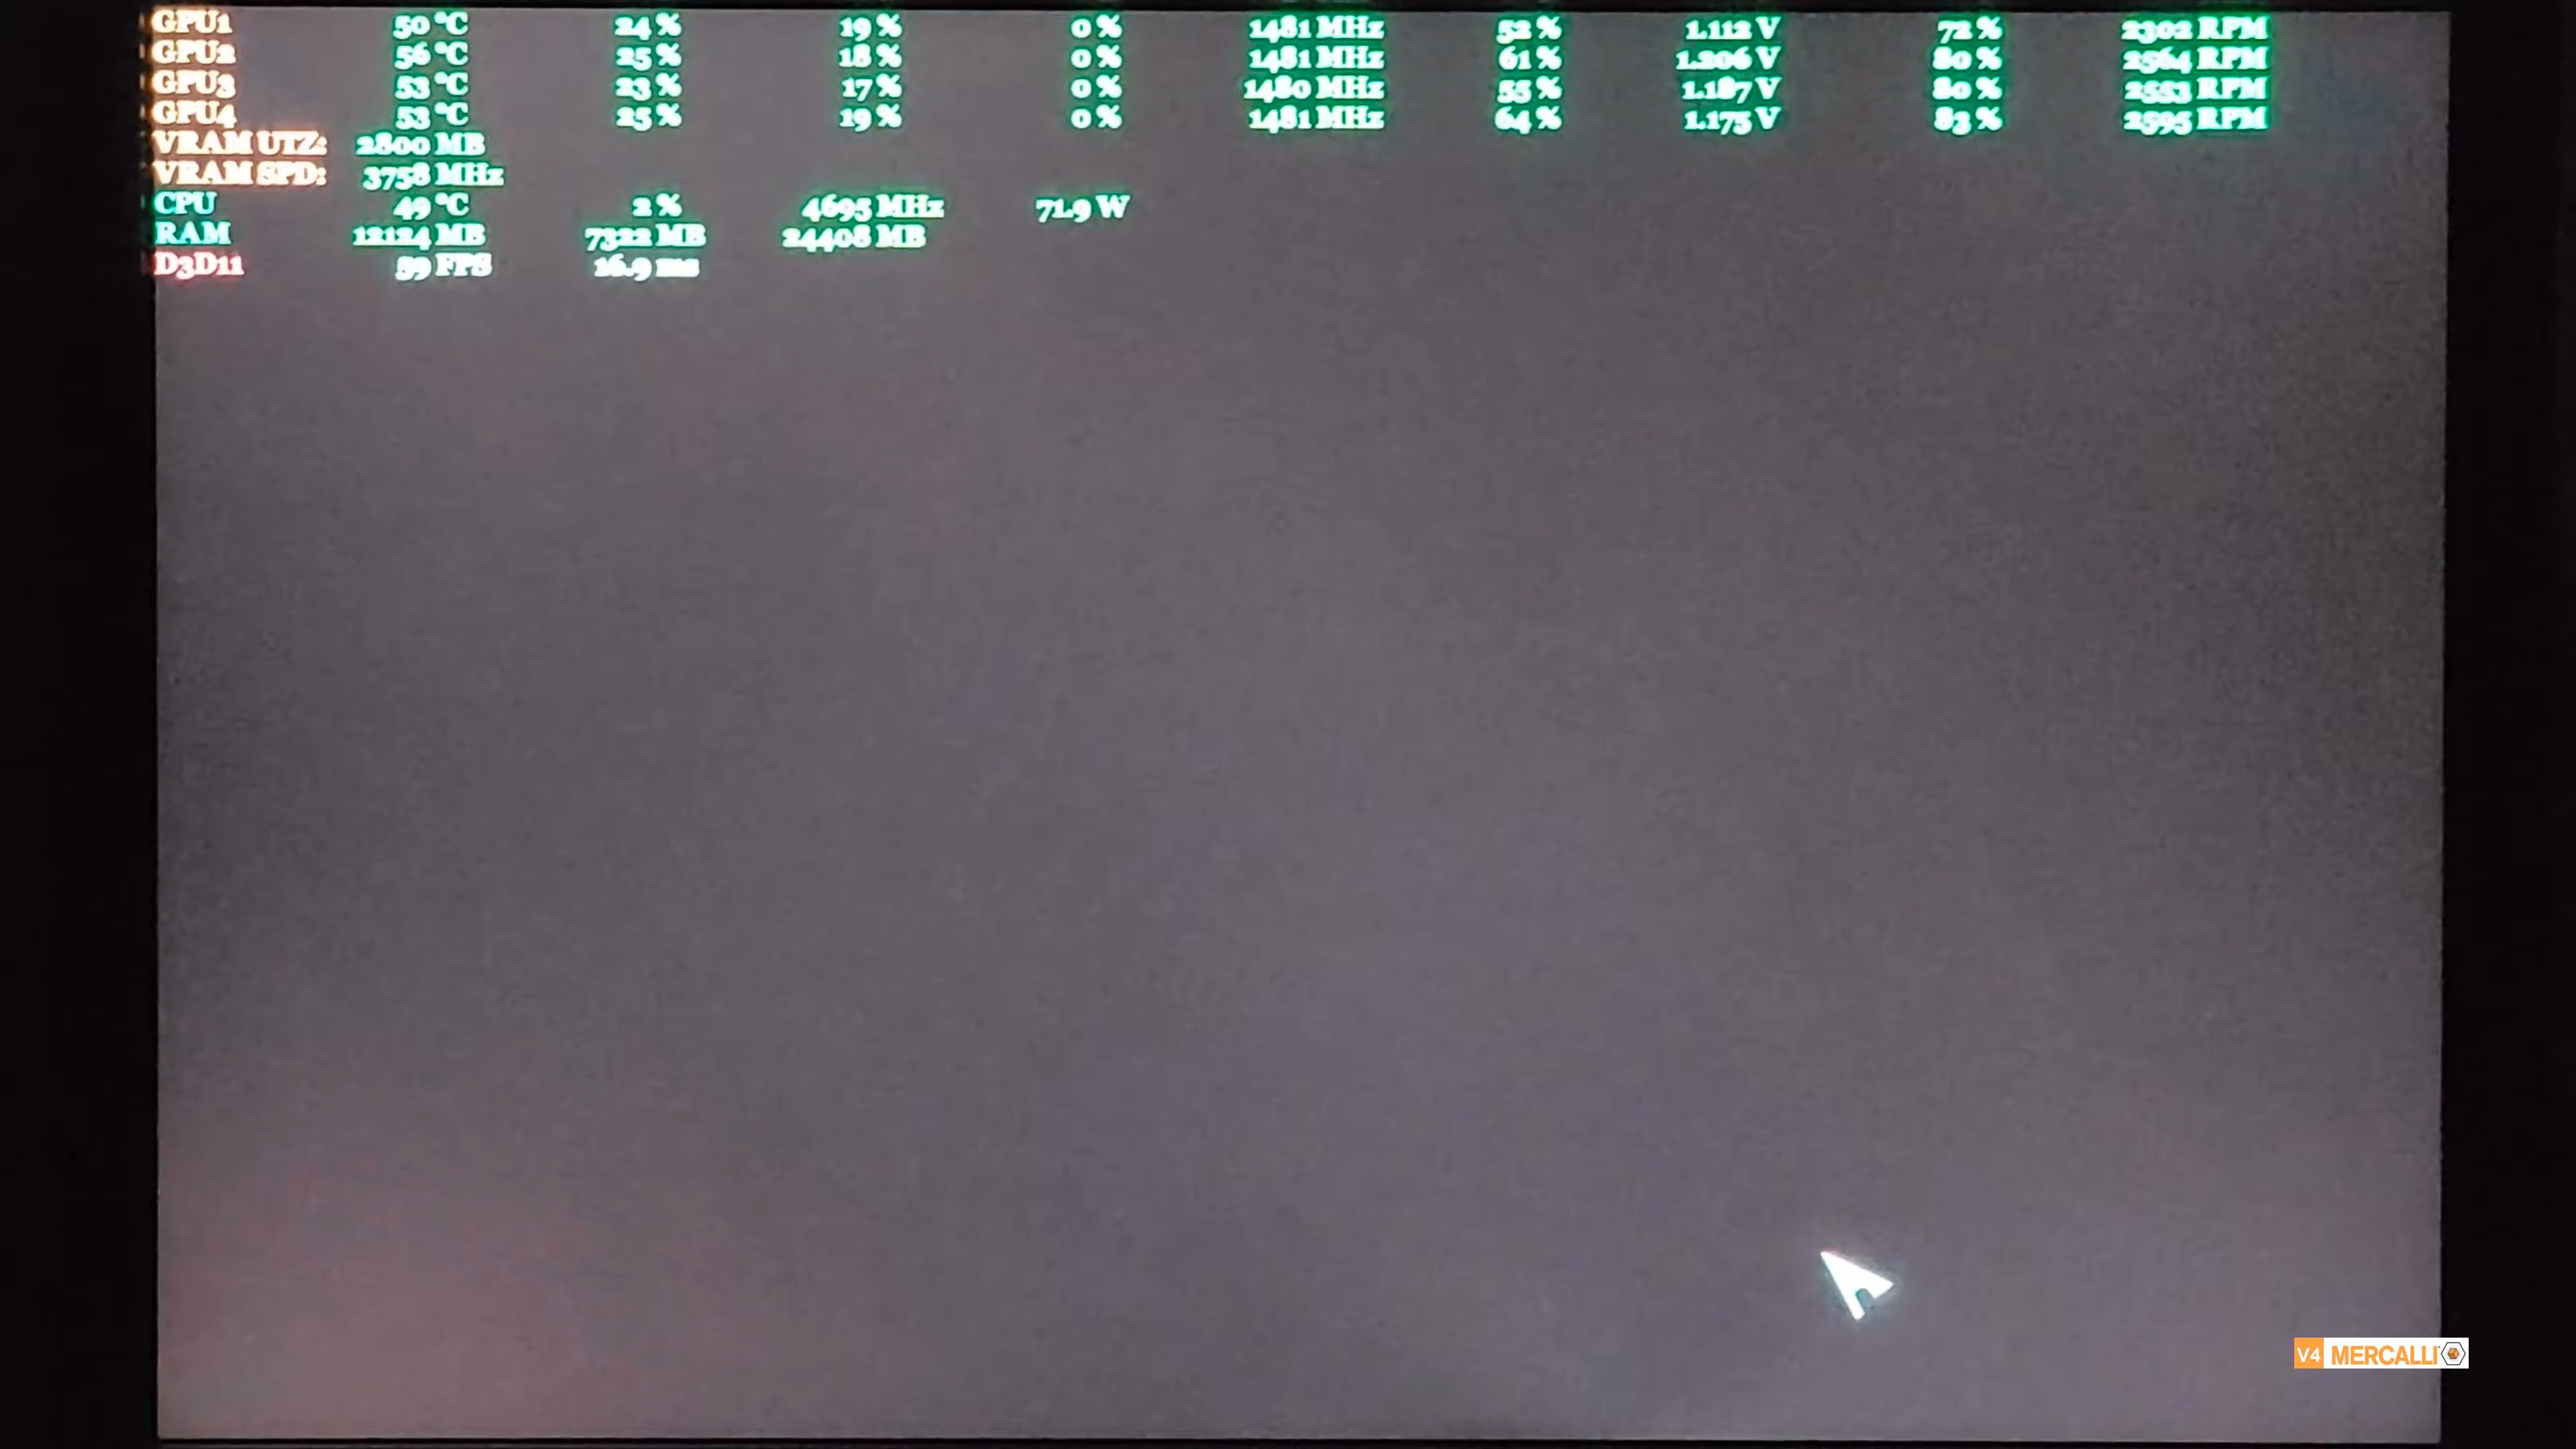 GPU1 50 °C 24 % 19 % 0 % 1481 MHz 52 % 1.112 V 72 % 2302 RPM
GPU2 56 °C 25 % 18 % 0 % 1481 MHz 61 % 1.206 V 80 % 2564 RPM
GPU3 53 °C 23 % 17 % 0 % 1480 MHz 55 % 1.187 V 80 % 2553 RPM
GPU4 53 °C 25 % 19 % 0 % 1481 MHz 64 % 1.175 V 83 % 2595 RPM
VRAM UTZ: 2800 MB
VRAM SPD: 3758 MHz
CPU 49 °C 2 % 4695 MHz 71.9 W
RAM 12124 MB 7322 MB 24408 MB
D3D11 59 FPS 16.9 ms
V4 MERCALLI